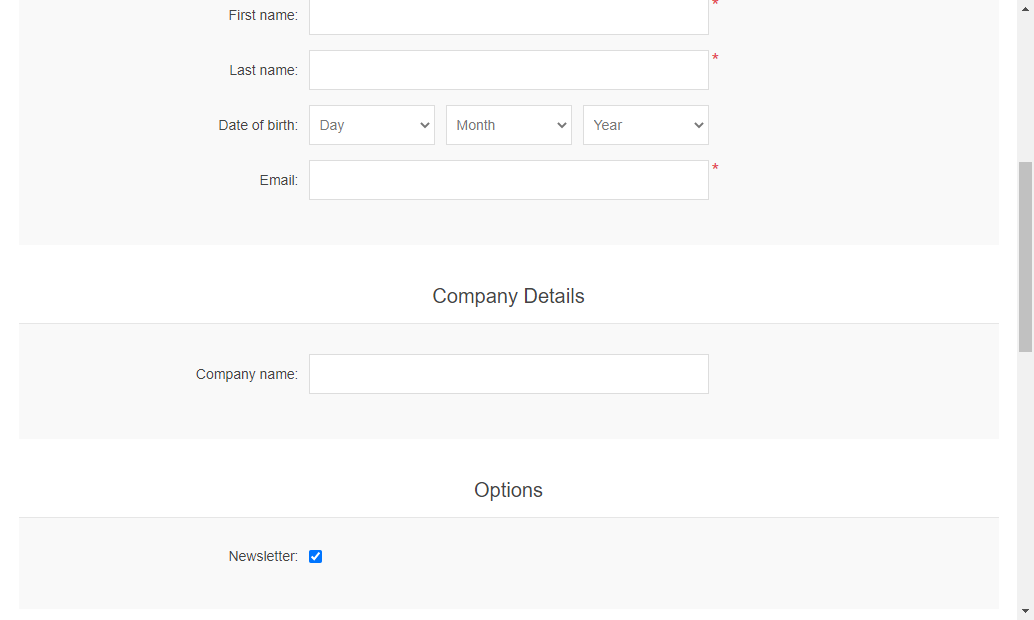 First name: *
Last name: *
Date of birth: Day Month Year
Email: *
Company Details
Company name:
Options
Newsletter: